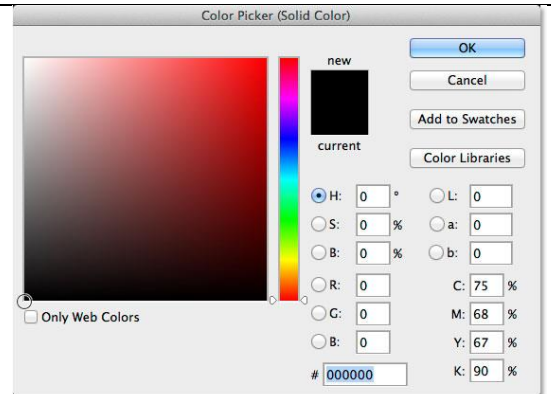 Color Picker (Solid Color)
new
current
OK
Cancel
Add to Swatches
Color Libraries
H: 0 °
S: 0 %
B: 0 %
R: 0
G: 0
B: 0
# 000000
L: 0
a: 0
b: 0
C: 75 %
M: 68 %
Y: 67 %
K: 90 %
Only Web Colors